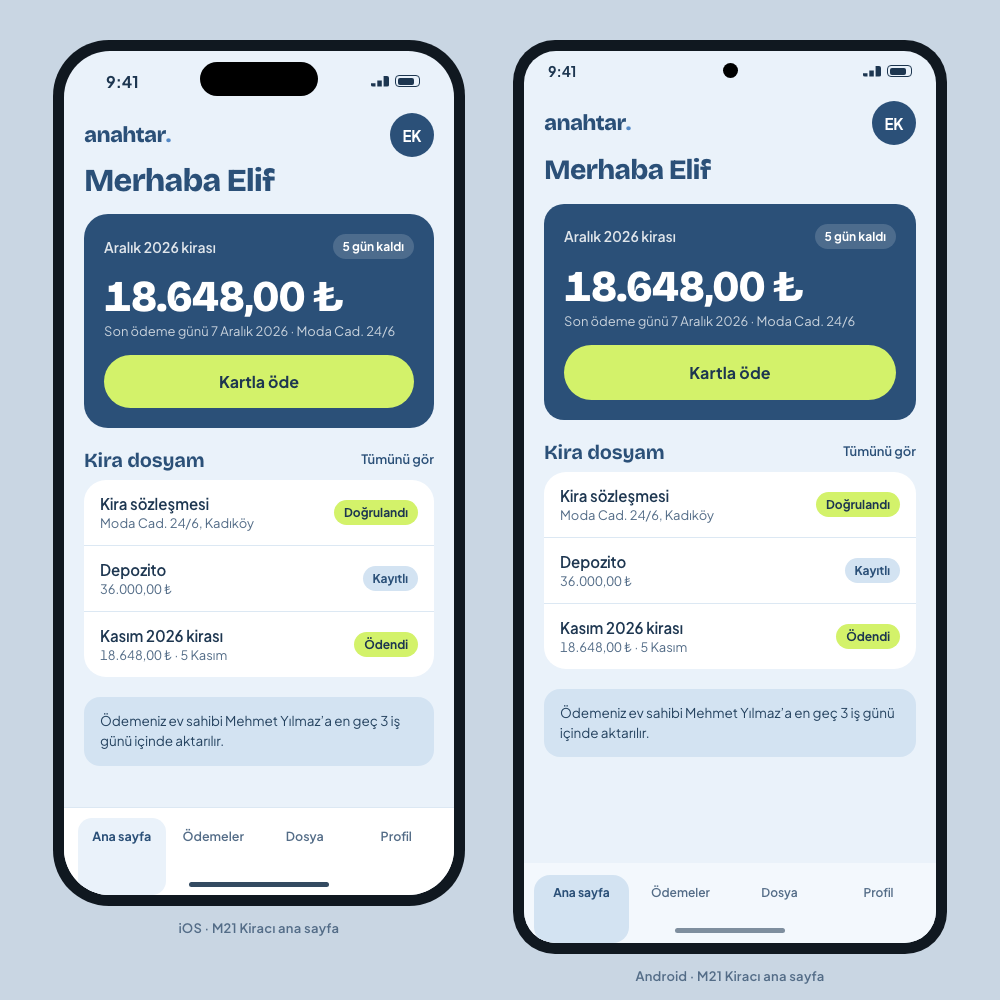 9:41
anahtar.
EK
Merhaba Elif
Aralık 2026 kirası
5 gün kaldı
18.648,00 ₺
Son ödeme günü 7 Aralık 2026 · Moda Cad. 24/6
Kartla öde
Kira dosyam
Tümünü gör
Kira sözleşmesi
Moda Cad. 24/6, Kadıköy
Doğrulandı
Depozito
36.000,00 ₺
Kayıtlı
Kasım 2026 kirası
18.648,00 ₺ · 5 Kasım
Ödendi
Ödemeniz ev sahibi Mehmet Yılmaz'a en geç 3 iş
günü içinde aktarılır.
Ana sayfa
Ödemeler
Dosya
Profil
iOS · M21 Kiracı ana sayfa
9:41
anahtar.
EK
Merhaba Elif
Aralık 2026 kirası
5 gün kaldı
18.648,00 ₺
Son ödeme günü 7 Aralık 2026 · Moda Cad. 24/6
Kartla öde
Kira dosyam
Tümünü gör
Kira sözleşmesi
Moda Cad. 24/6, Kadıköy
Doğrulandı
Depozito
36.000,00 ₺
Kayıtlı
Kasım 2026 kirası
18.648,00 ₺ · 5 Kasım
Ödendi
Ödemeniz ev sahibi Mehmet Yılmaz'a en geç 3 iş günü
içinde aktarılır.
Ana sayfa
Ödemeler
Dosya
Profil
Android · M21 Kiracı ana sayfa